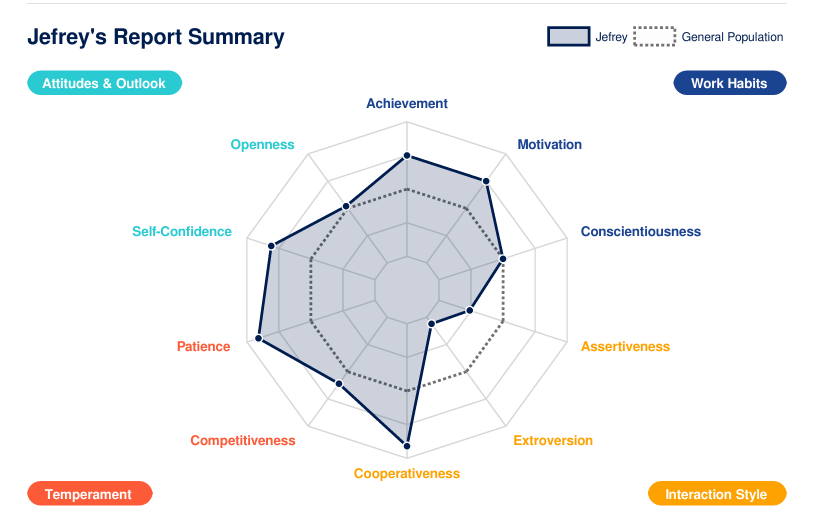 Jefrey's Report Summary
Jefrey
General Population
Attitudes & Outlook
Work Habits
Achievement
Openness
Motivation
Self-Confidence
Conscientiousness
Patience
Assertiveness
Competitiveness
Extroversion
Cooperativeness
Temperament
Interaction Style